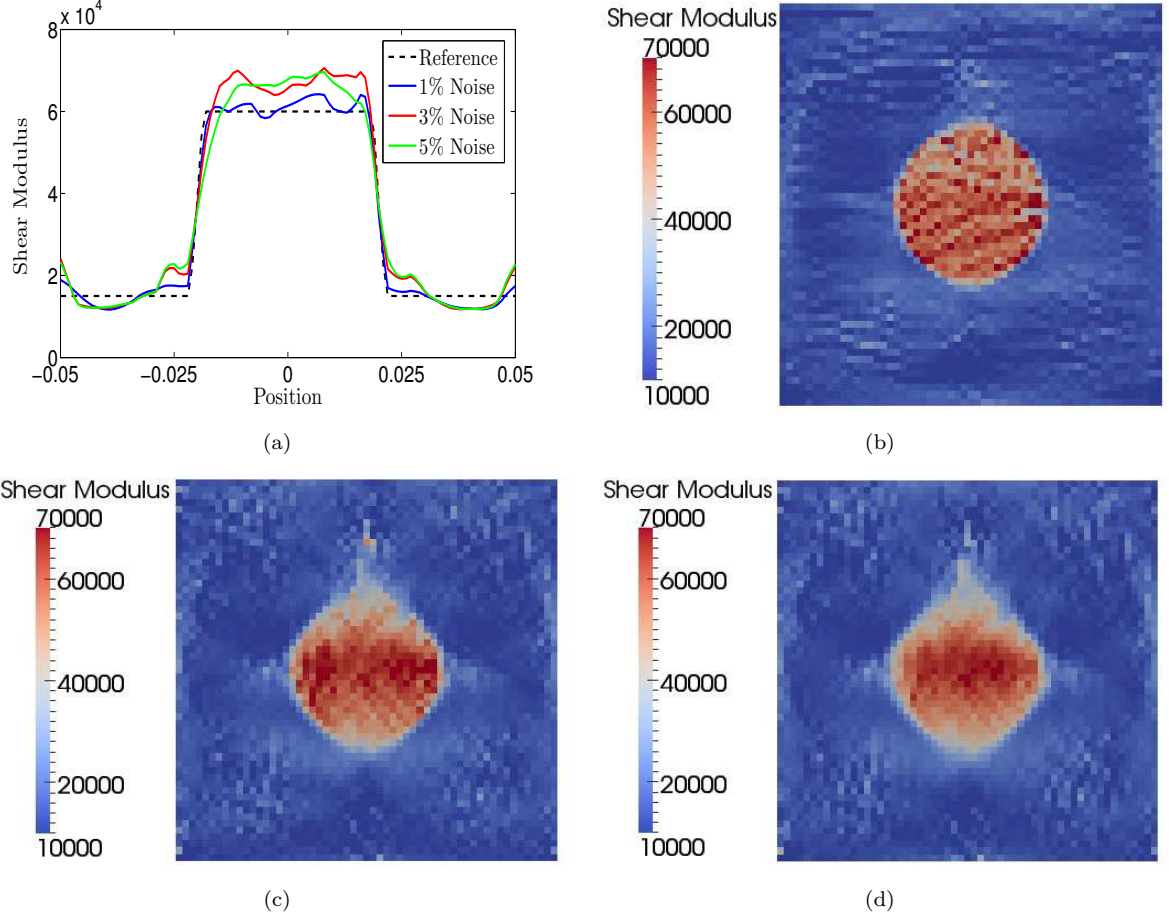 8
x 10⁴
Reference
1% Noise
3% Noise
5% Noise
6
4
2
0
Shear Modulus
−0.05
−0.025
0
0.025
0.05
Position
(a)
Shear Modulus
70000
60000
40000
20000
10000
(b)
Shear Modulus
70000
60000
40000
20000
10000
(c)
Shear Modulus
70000
60000
40000
20000
10000
(d)